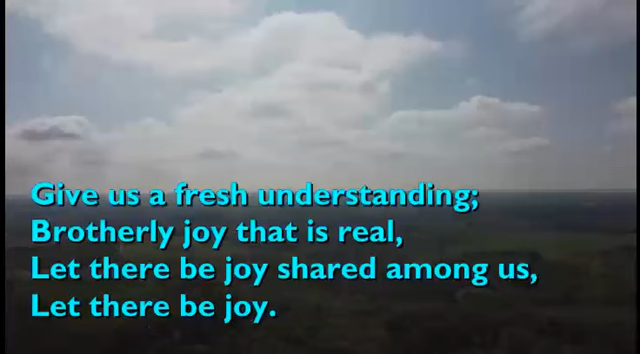 Give us a fresh understanding;
Brotherly joy that is real,
Let there be joy shared among us,
Let there be joy.